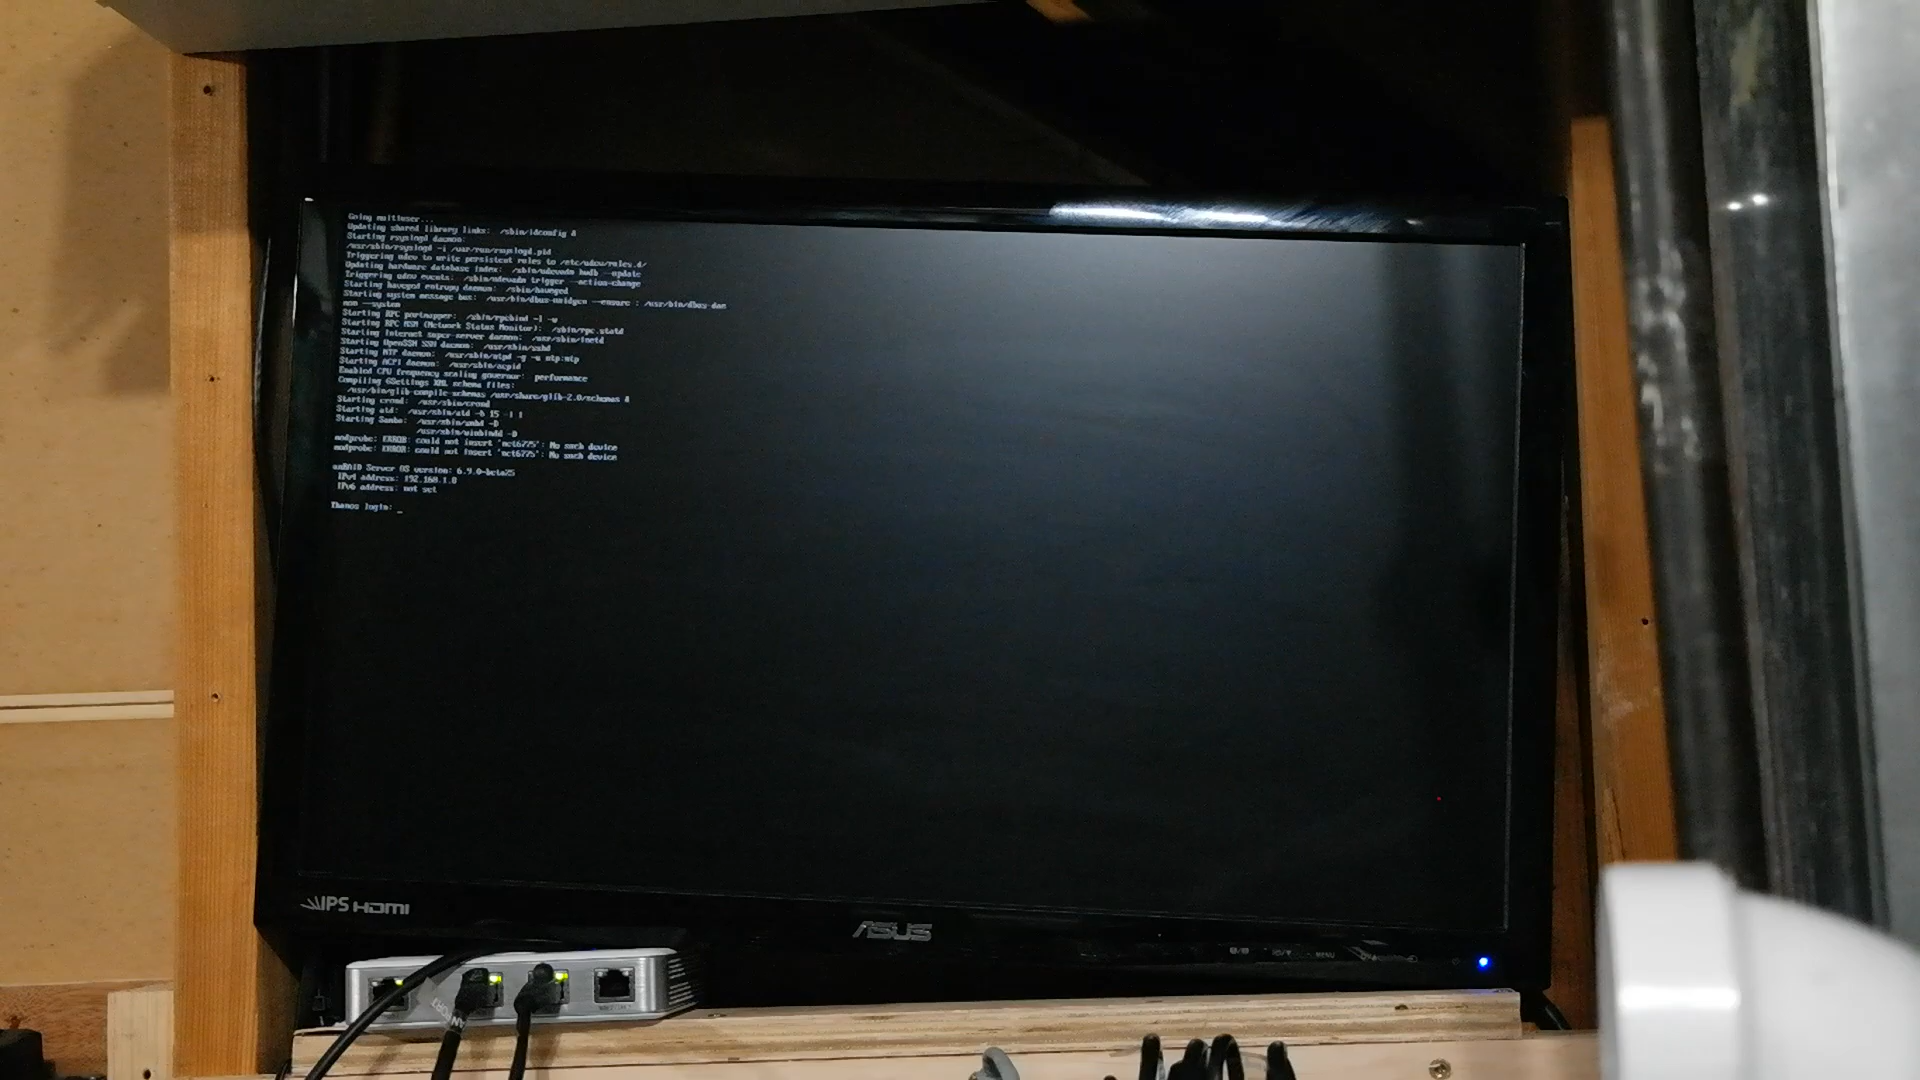 Going multiuser...
Updating shared library links:  /sbin/ldconfig &
Starting rsyslogd daemon:
/usr/sbin/rsyslogd -i /var/run/rsyslogd.pid
Triggering udev to write persistent rules to /etc/udev/rules.d/
Updating hardware database index:  /sbin/udevadm hwdb --update
Triggering udev events:  /sbin/udevadm trigger --action=change
Starting haveged entropy daemon:  /sbin/haveged
Starting system message bus:  /usr/bin/dbus-uuidgen --ensure ; /usr/bin/dbus-dae
mon --system
Starting RPC portmapper:  /sbin/rpcbind -l -w
Starting RPC NSM (Network Status Monitor):  /sbin/rpc.statd
Starting Internet super-server daemon:  /usr/sbin/inetd
Starting OpenSSH SSH daemon:  /usr/sbin/sshd
Starting NTP daemon:  /usr/sbin/ntpd -g -u ntp:ntp
Starting ACPI daemon:  /usr/sbin/acpid
Enabled CPU frequency scaling governor:  performance
Compiling GSettings XML schema files:
/usr/bin/glib-compile-schemas /usr/share/glib-2.0/schemas &
Starting crond:  /usr/sbin/crond
Starting atd:  /usr/sbin/atd -b 15 -l 1
Starting Samba:  /usr/sbin/smbd -D
/usr/sbin/winbindd -D
modprobe: ERROR: could not insert 'nct6775': No such device
modprobe: ERROR: could not insert 'nct6775': No such device
unRAID Server OS version: 6.9.0-beta25
IPv4 address: 192.168.1.0
IPv6 address: not set
Thanos login: _
IPS HDMI
ASUS
MENU